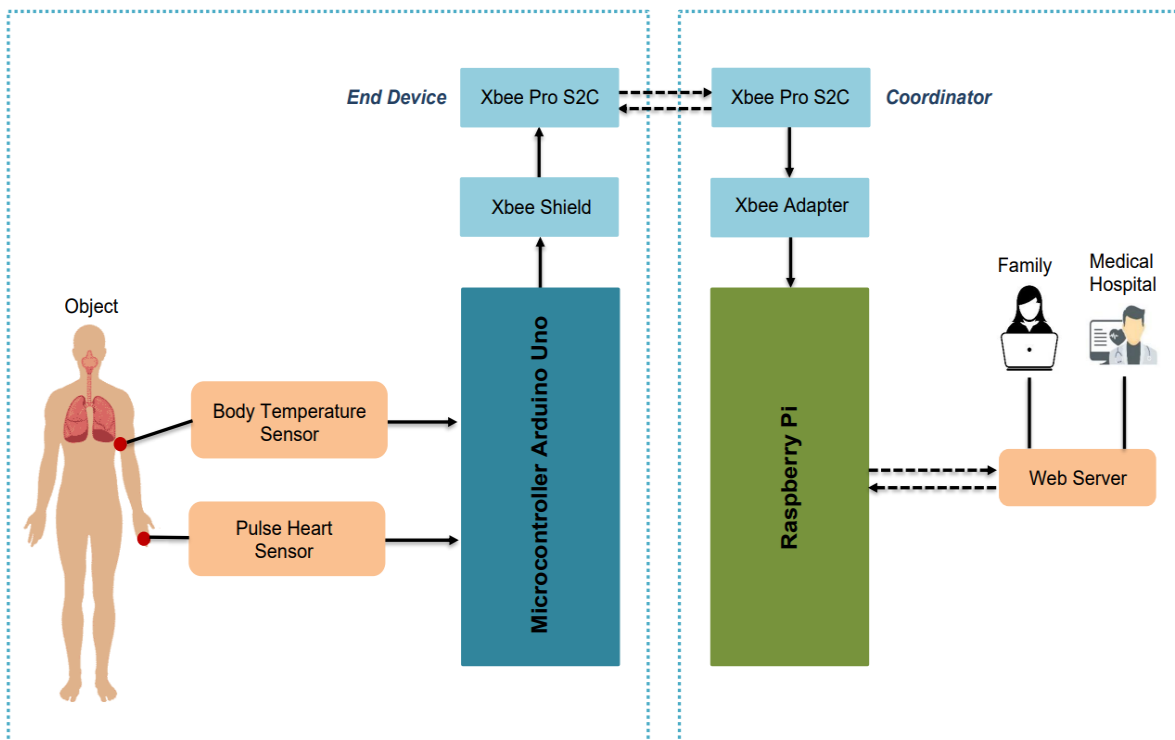 End Device
Xbee Pro S2C
Xbee Pro S2C
Coordinator
Xbee Shield
Xbee Adapter
Family
Medical
Hospital
Object
Body Temperature
Sensor
Pulse Heart
Sensor
Microcontroller Arduino Uno
Raspberry Pi
Web Server